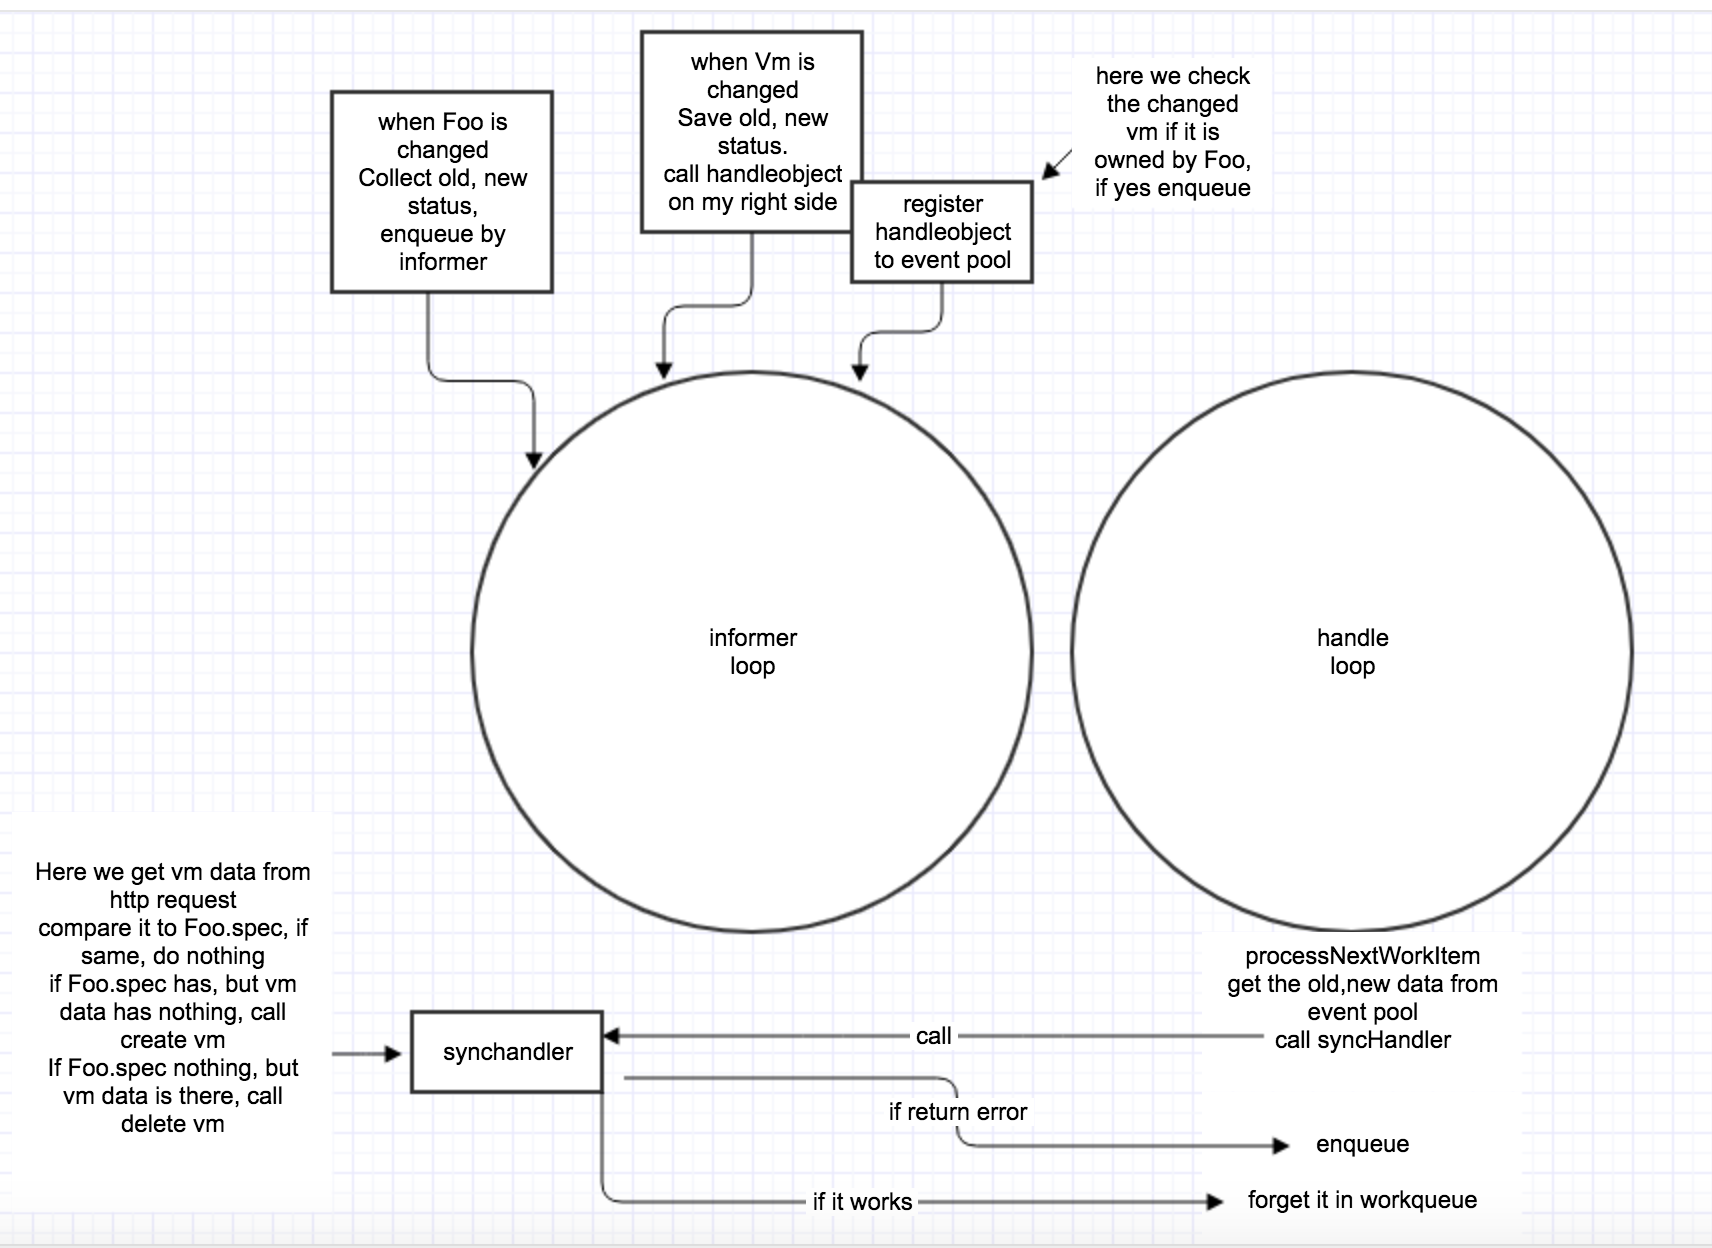 when Foo is
changed
Collect old, new
status,
enqueue by
informer
when Vm is
changed
Save old, new
status.
call handleobject
on my right side
register
handleobject
to event pool
here we check
the changed
vm if it is
owned by Foo,
if yes enqueue
informer
loop
handle
loop
Here we get vm data from
http request
compare it to Foo.spec, if
same, do nothing
if Foo.spec has, but vm
data has nothing, call
create vm
If Foo.spec nothing, but
vm data is there, call
delete vm
synchandler
call
processNextWorkItem
get the old,new data from
event pool
call syncHandler
if return error
enqueue
if it works
forget it in workqueue